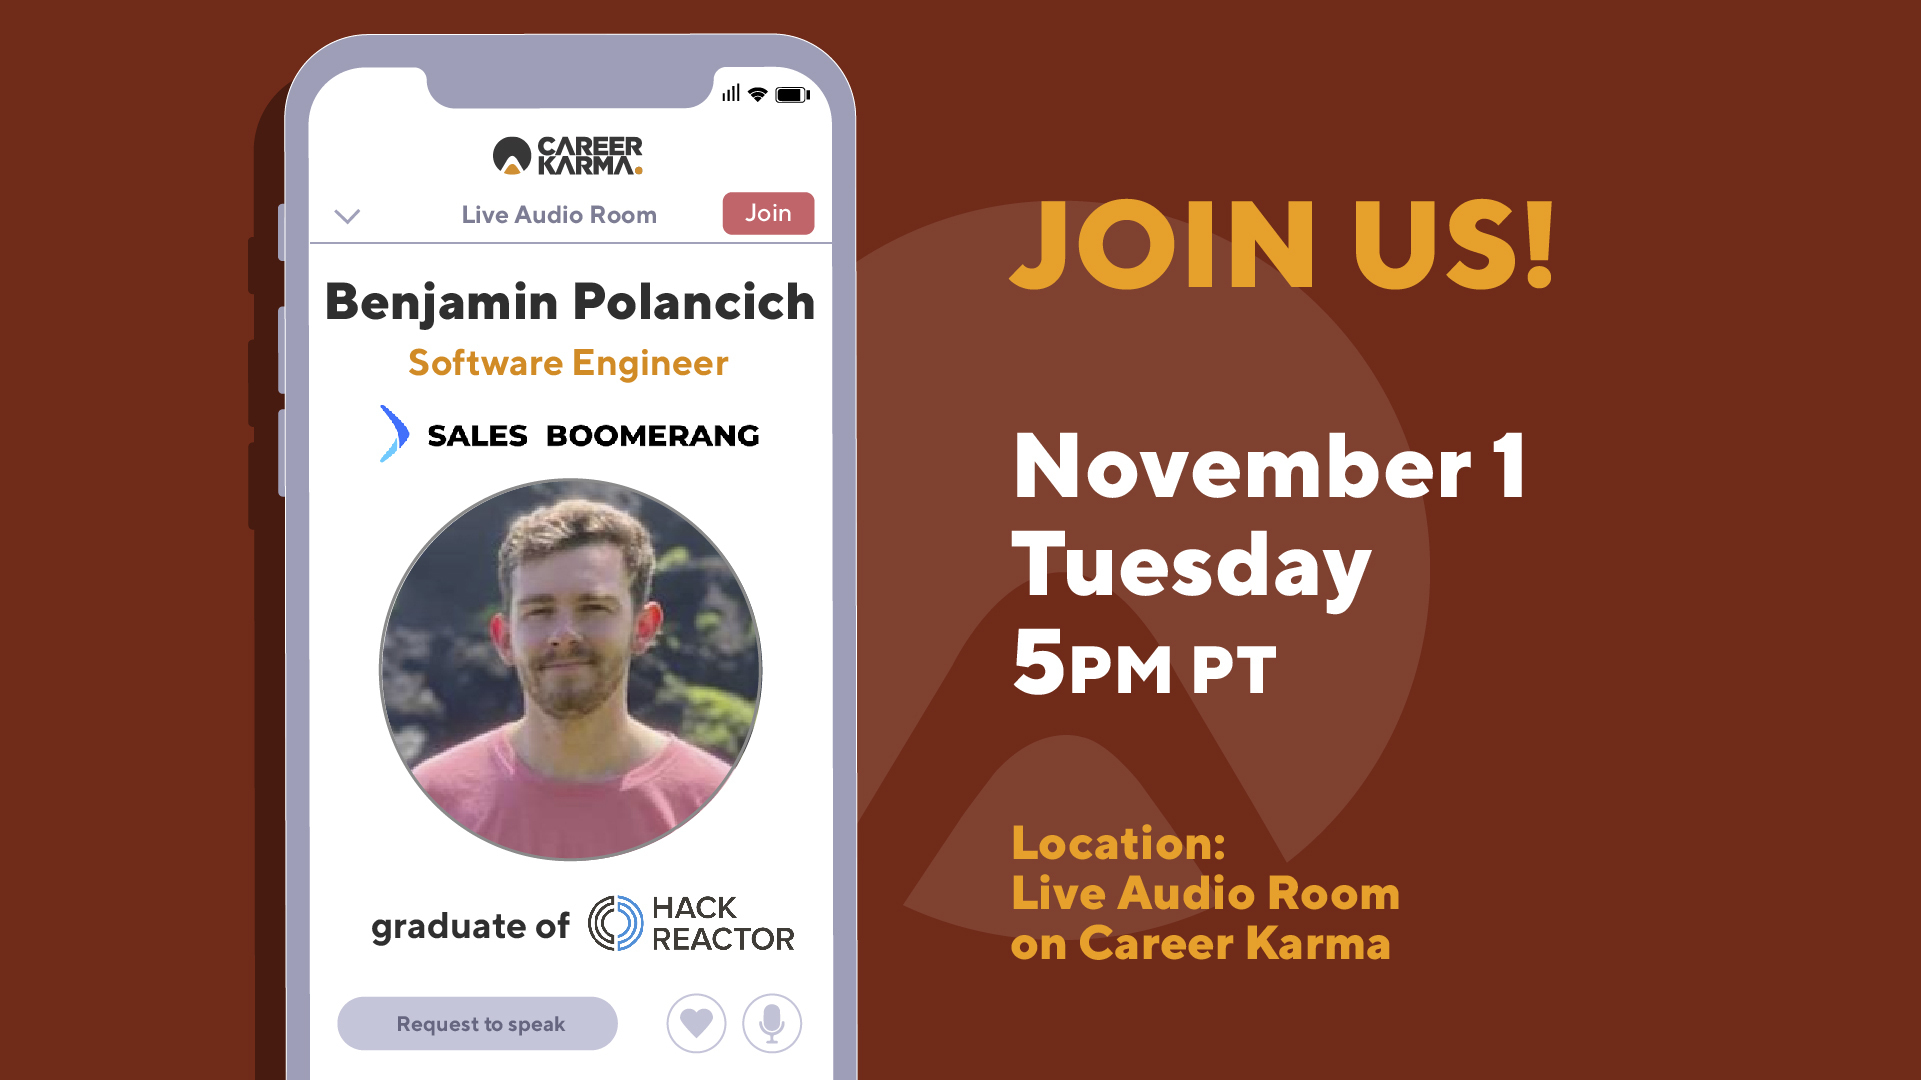 CAREER
KARMA.
Live Audio Room
Join
Benjamin Polancich
Software Engineer
SALES BOOMERANG
graduate of
HACK
REACTOR
Request to speak
JOIN US!
November 1
Tuesday
5PM PT
Location:
Live Audio Room
on Career Karma